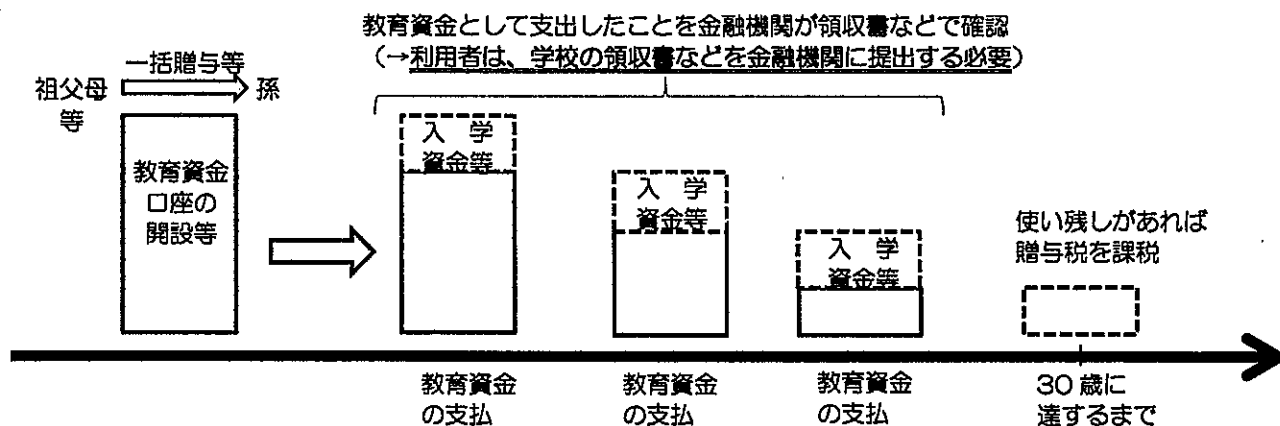 教育資金として支出したことを金融機関が領収書などで確認
(→利用者は、学校の領収書などを金融機関に提出する必要)
一括贈与等
祖父母
等
孫
教育資金
口座の
開設等
入 学
資金等
入 学
資金等
入 学
資金等
使い残しがあれば
贈与税を課税
教育資金
の支払
教育資金
の支払
教育資金
の支払
30 歳に
達するまで